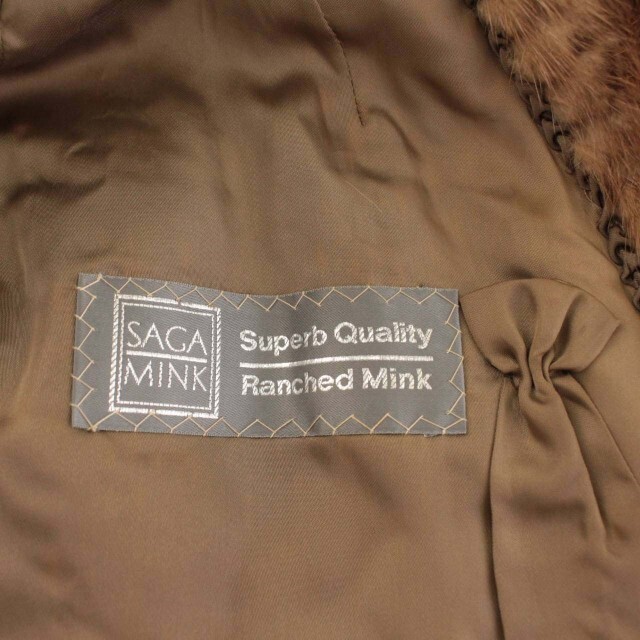 SAGA
MINK
Superb Quality
Ranched Mink